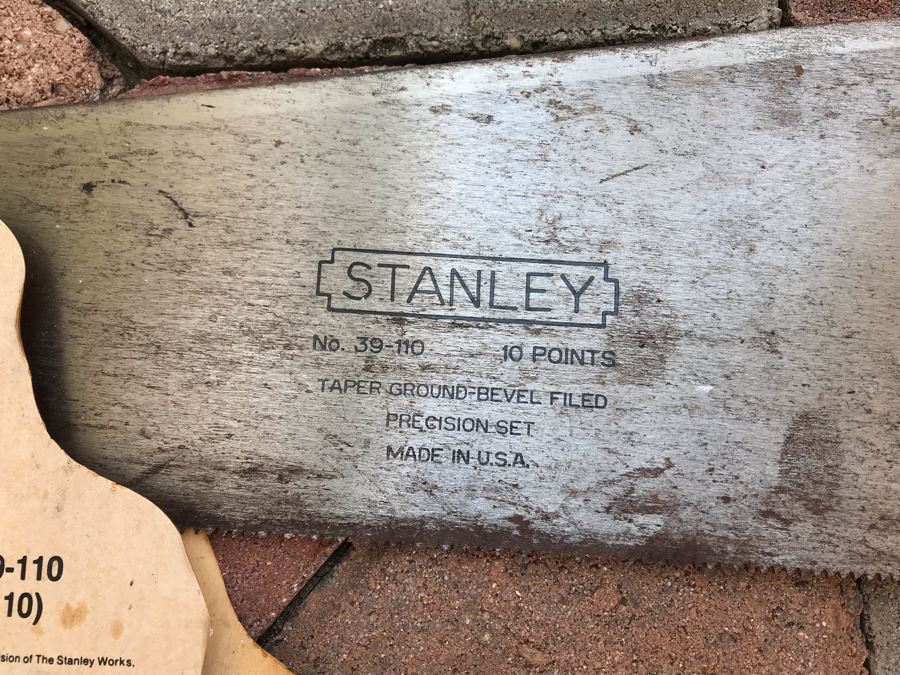 STANLEY
No. 39-110 10 POINTS
TAPER GROUND-BEVEL FILED
PRECISION SET
MADE IN U.S.A.
9-110
10)
sion of The Stanley Works.